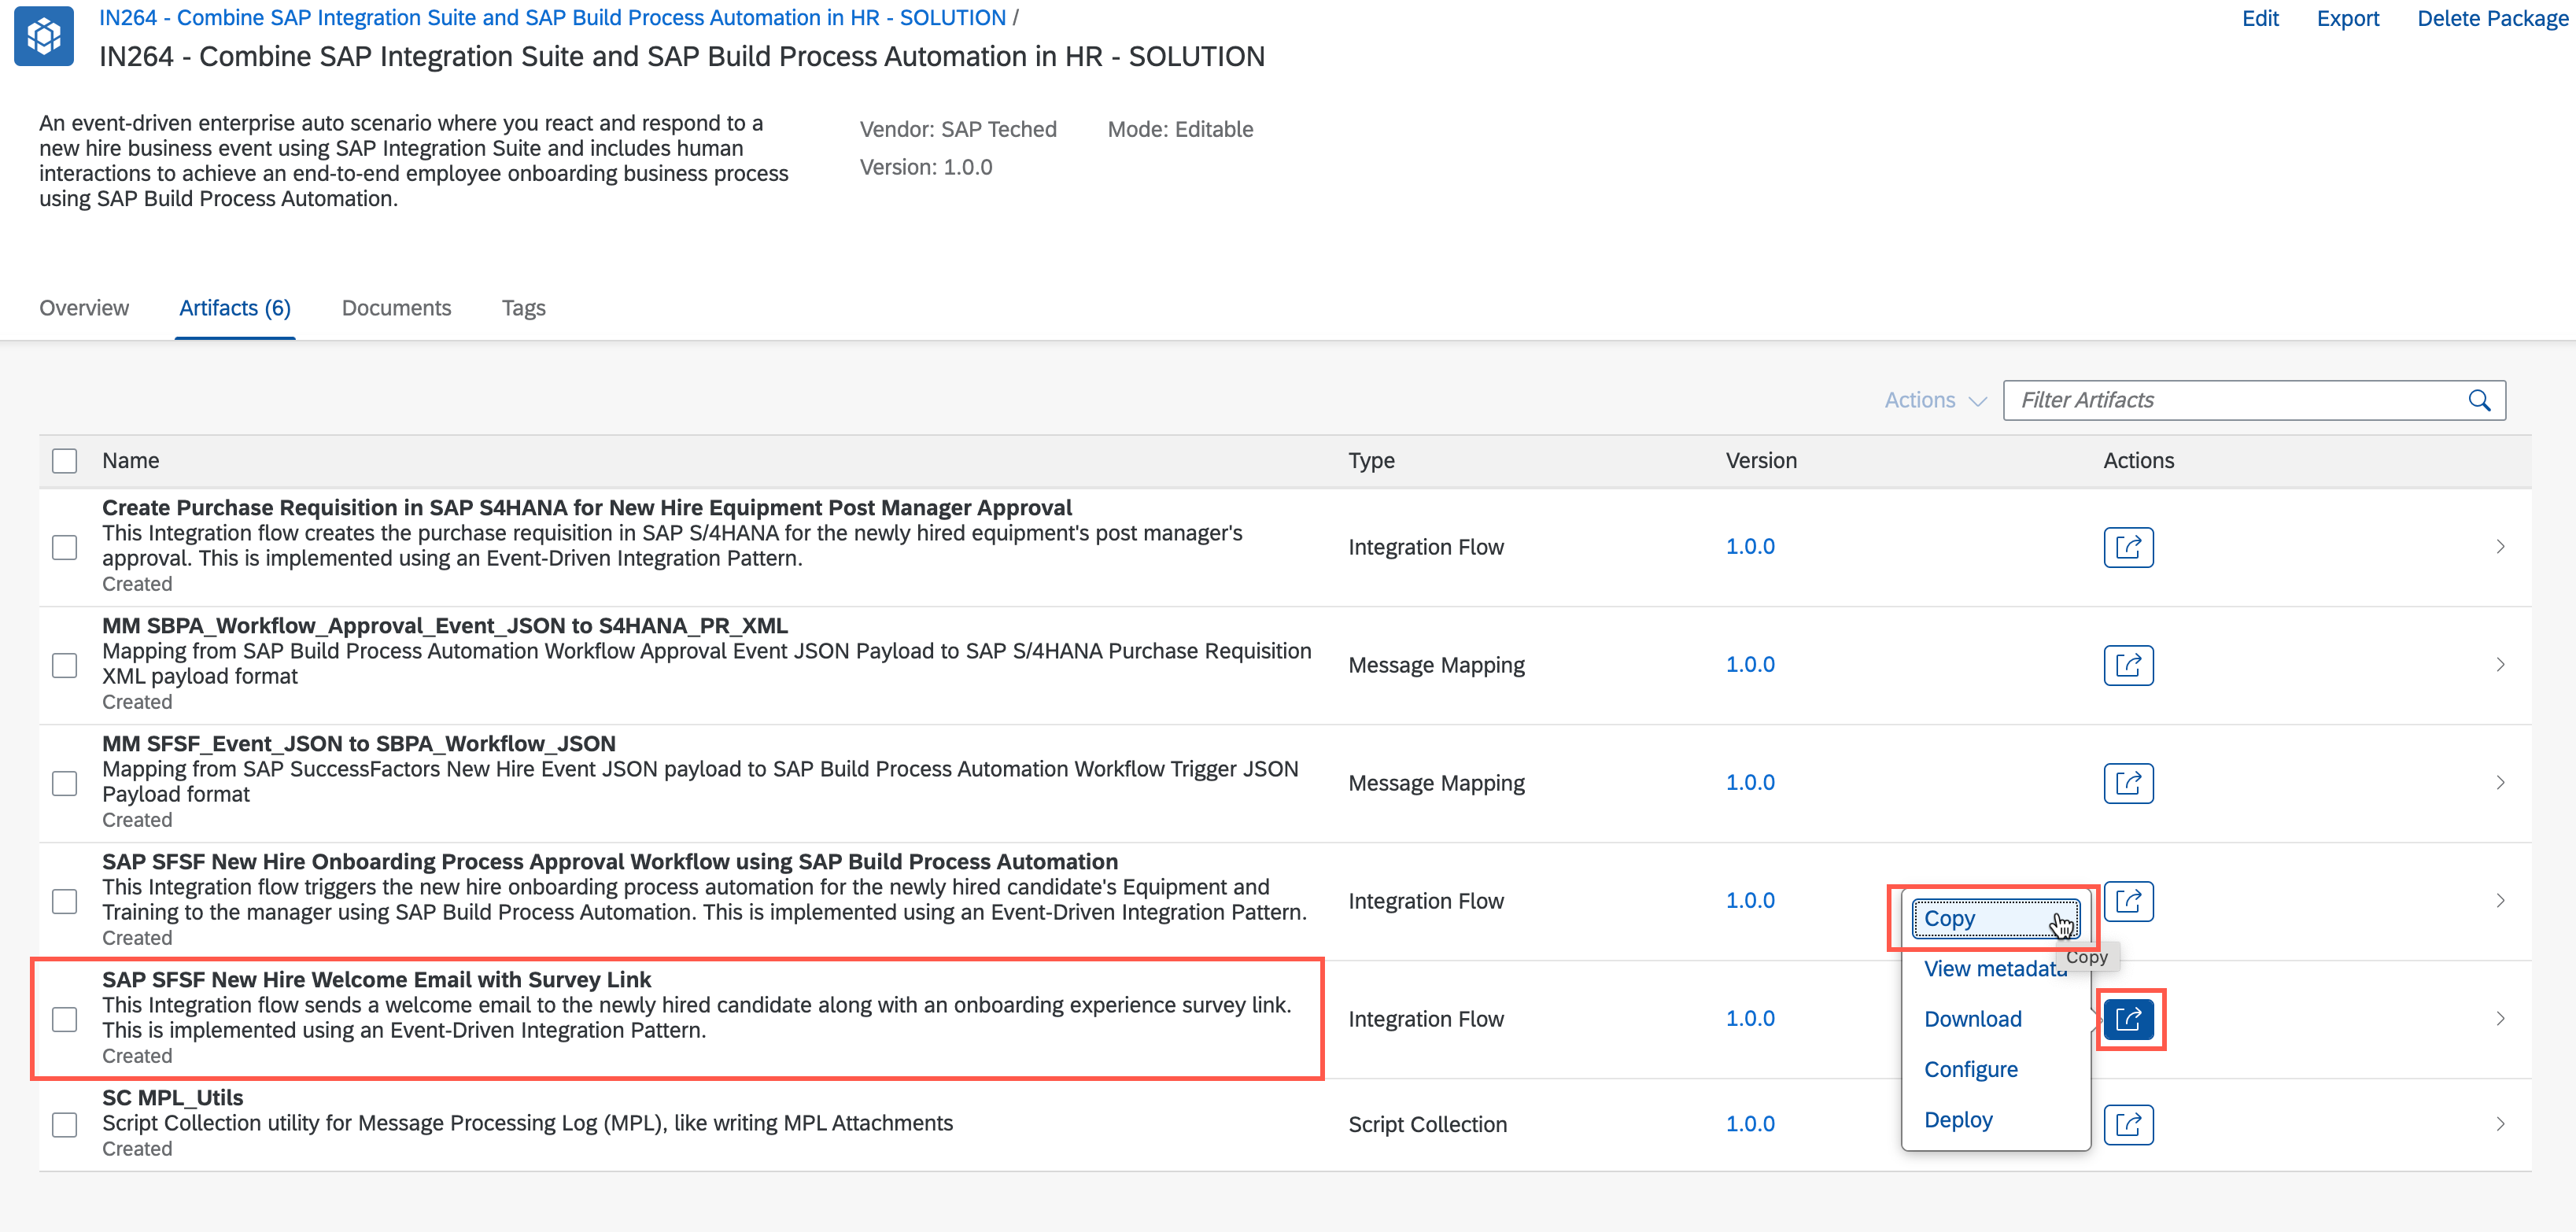 IN264 - Combine SAP Integration Suite and SAP Build Process Automation in HR - SOLUTION /
Edit
Export
Delete Package
IN264 - Combine SAP Integration Suite and SAP Build Process Automation in HR - SOLUTION
An event-driven enterprise auto scenario where you react and respond to a
new hire business event using SAP Integration Suite and includes human
interactions to achieve an end-to-end employee onboarding business process
using SAP Build Process Automation.
Vendor: SAP Teched
Mode: Editable
Version: 1.0.0
Overview
Artifacts (6)
Documents
Tags
Actions
Filter Artifacts
Name
Type
Version
Actions
Create Purchase Requisition in SAP S4HANA for New Hire Equipment Post Manager Approval
This Integration flow creates the purchase requisition in SAP S/4HANA for the newly hired equipment's post manager's
approval. This is implemented using an Event-Driven Integration Pattern.
Created
Integration Flow
1.0.0
MM SBPA_Workflow_Approval_Event_JSON to S4HANA_PR_XML
Mapping from SAP Build Process Automation Workflow Approval Event JSON Payload to SAP S/4HANA Purchase Requisition
XML payload format
Created
Message Mapping
1.0.0
MM SFSF_Event_JSON to SBPA_Workflow_JSON
Mapping from SAP SuccessFactors New Hire Event JSON payload to SAP Build Process Automation Workflow Trigger JSON
Payload format
Created
Message Mapping
1.0.0
SAP SFSF New Hire Onboarding Process Approval Workflow using SAP Build Process Automation
This Integration flow triggers the new hire onboarding process automation for the newly hired candidate's Equipment and
Training to the manager using SAP Build Process Automation. This is implemented using an Event-Driven Integration Pattern.
Created
Integration Flow
1.0.0
SAP SFSF New Hire Welcome Email with Survey Link
This Integration flow sends a welcome email to the newly hired candidate along with an onboarding experience survey link.
This is implemented using an Event-Driven Integration Pattern.
Created
Integration Flow
1.0.0
Copy
Copy
View metadata
Download
Configure
Deploy
SC MPL_Utils
Script Collection utility for Message Processing Log (MPL), like writing MPL Attachments
Created
Script Collection
1.0.0